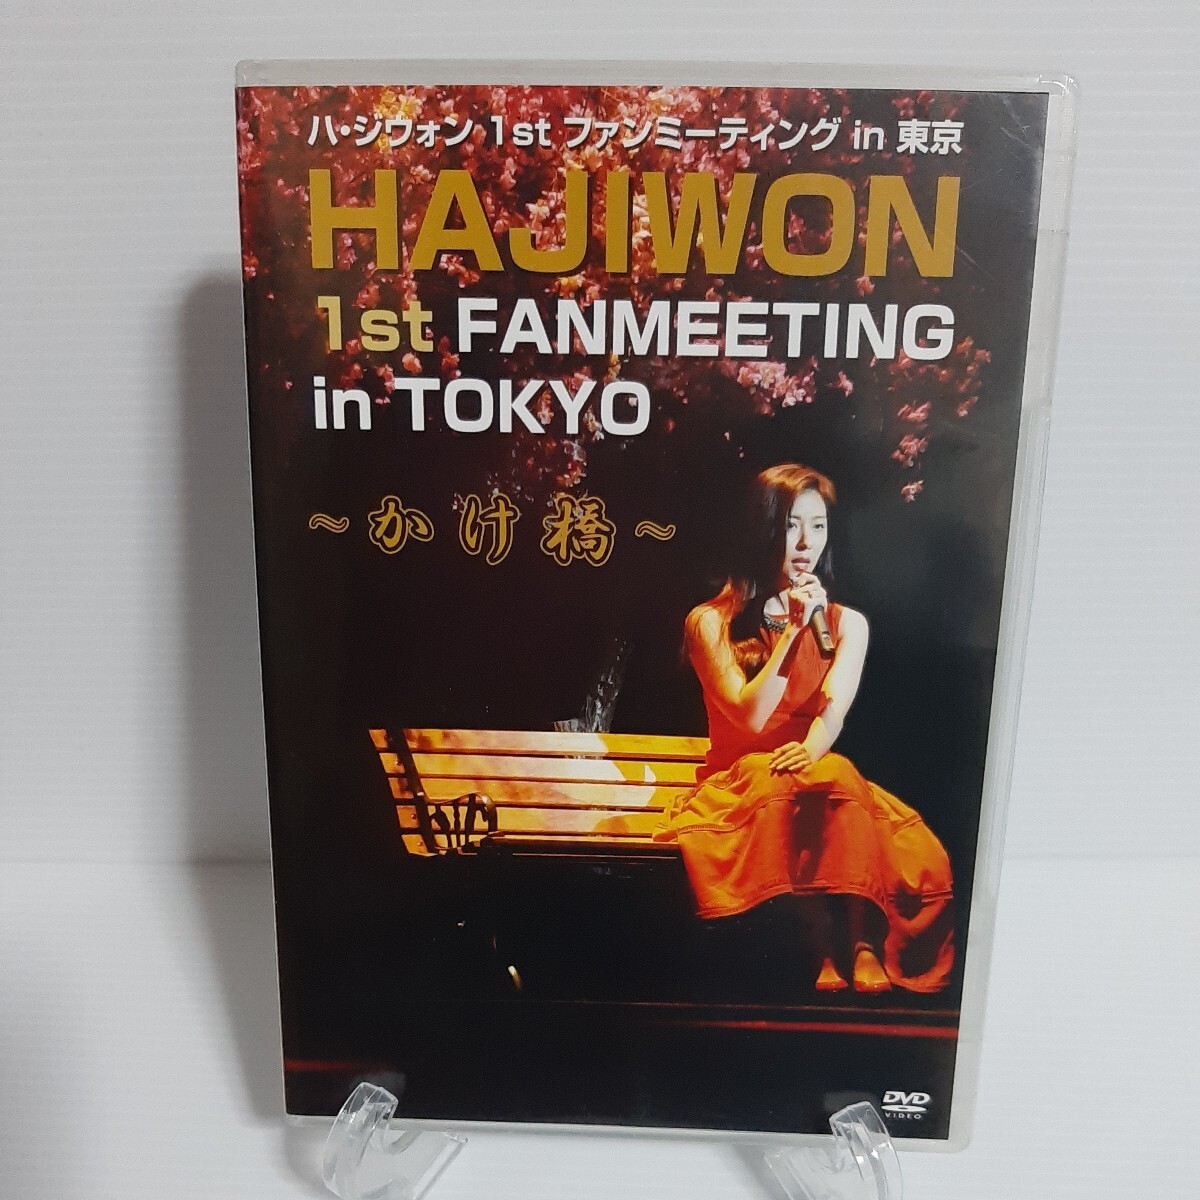 ハ・ジウォン 1st ファンミーティング in 東京
HAJIWON
1st FANMEETING
in TOKYO
～かけ橋～
DVD
VIDEO